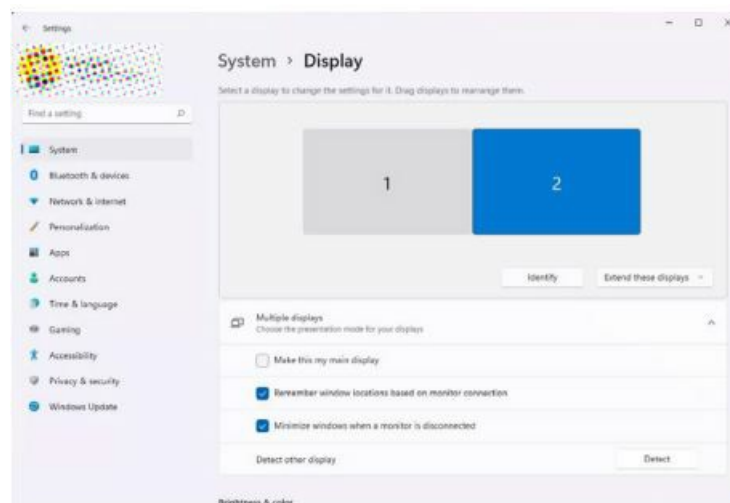 Settings
System > Display
Select a display to change the settings for it. Drag displays to rearrange them.
Find a setting
System
Bluetooth & devices
Network & internet
Personalization
Apps
Accounts
Time & language
Gaming
Accessibility
Privacy & security
Windows Update
1
2
Identify
Extend these displays
Multiple displays
Choose the presentation mode for your displays
Make this my main display
Remember window locations based on monitor connection
Minimize windows when a monitor is disconnected
Detect other display
Detect
Brightness & color